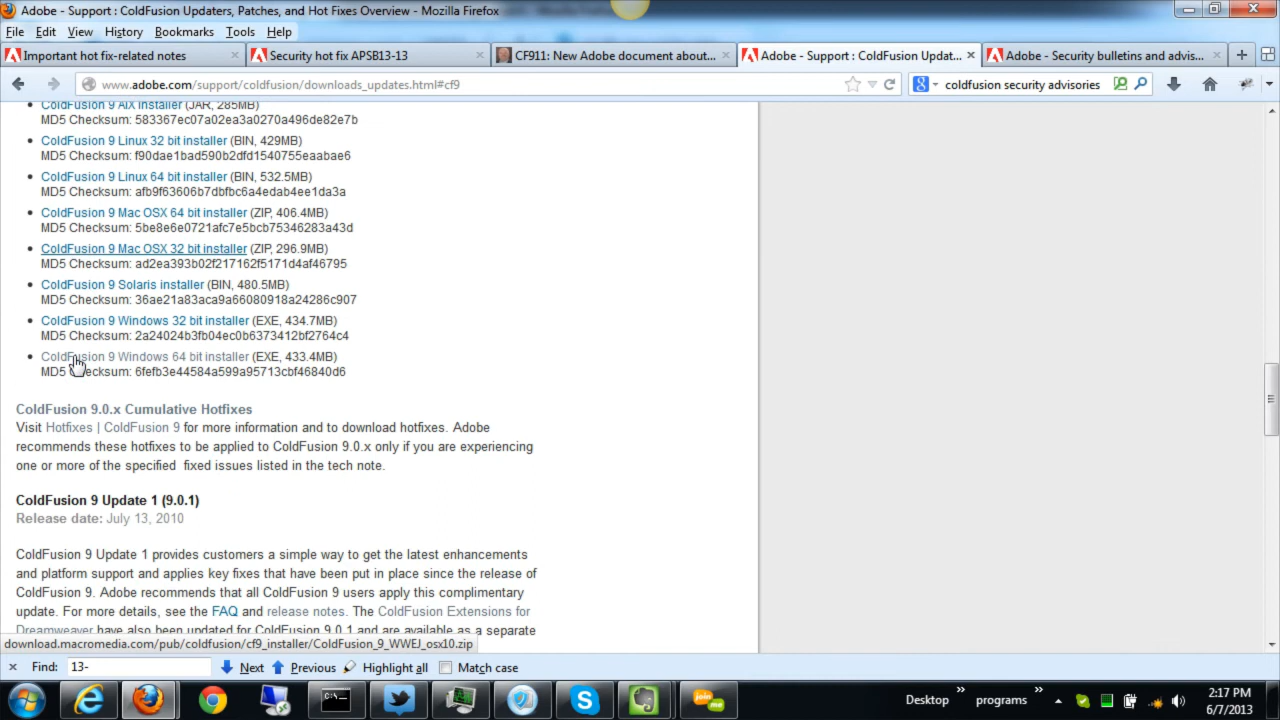 Adobe - Support : ColdFusion Updaters, Patches, and Hot Fixes Overview - Mozilla Firefox
File Edit View History Bookmarks Tools Help
Important hot fix-related notes × Security hot fix APSB13-13 × CF911: New Adobe document about... × Adobe - Support : ColdFusion Updat... × Adobe - Security bulletins and advis... ×
www.adobe.com/support/coldfusion/downloads_updates.html#cf9 coldfusion security advisories
ColdFusion 9 AIX installer (JAR, 285MB)
MD5 Checksum: 583367ec07a02ea3a0270a496de82e7b
ColdFusion 9 Linux 32 bit installer (BIN, 429MB)
MD5 Checksum: f90dae1bad590b2dfd1540755eaabae6
ColdFusion 9 Linux 64 bit installer (BIN, 532.5MB)
MD5 Checksum: afb9f63606b7dbfbc6a4edab4ee1da3a
ColdFusion 9 Mac OSX 64 bit installer (ZIP, 406.4MB)
MD5 Checksum: 5be8e6e0721afc7e5bcb75346283a43d
ColdFusion 9 Mac OSX 32 bit installer (ZIP, 296.9MB)
MD5 Checksum: ad2ea393b02f217162f5171d4af46795
ColdFusion 9 Solaris installer (BIN, 480.5MB)
MD5 Checksum: 36ae21a83aca9a66080918a24286c907
ColdFusion 9 Windows 32 bit installer (EXE, 434.7MB)
MD5 Checksum: 2a24024b3fb04ec0b6373412bf2764c4
ColdFusion 9 Windows 64 bit installer (EXE, 433.4MB)
MD5 Checksum: 6fefb3e44584a599a95713cbf46840d6
ColdFusion 9.0.x Cumulative Hotfixes
Visit Hotfixes | ColdFusion 9 for more information and to download hotfixes. Adobe
recommends these hotfixes to be applied to ColdFusion 9.0.x only if you are experiencing
one or more of the specified fixed issues listed in the tech note.
ColdFusion 9 Update 1 (9.0.1)
Release date: July 13, 2010
ColdFusion 9 Update 1 provides customers a simple way to get the latest enhancements
and platform support and applies key fixes that have been put in place since the release of
ColdFusion 9. Adobe recommends that all ColdFusion 9 users apply this complimentary
update. For more details, see the FAQ and release notes. The ColdFusion Extensions for
Dreamweaver have also been updated for ColdFusion 9.0.1 and are available as a separate
download.macromedia.com/pub/coldfusion/cf9_installer/ColdFusion_9_WWEJ_osx10.zip
× Find: 13- Next Previous Highlight all Match case
Desktop » programs » 2:17 PM
6/7/2013